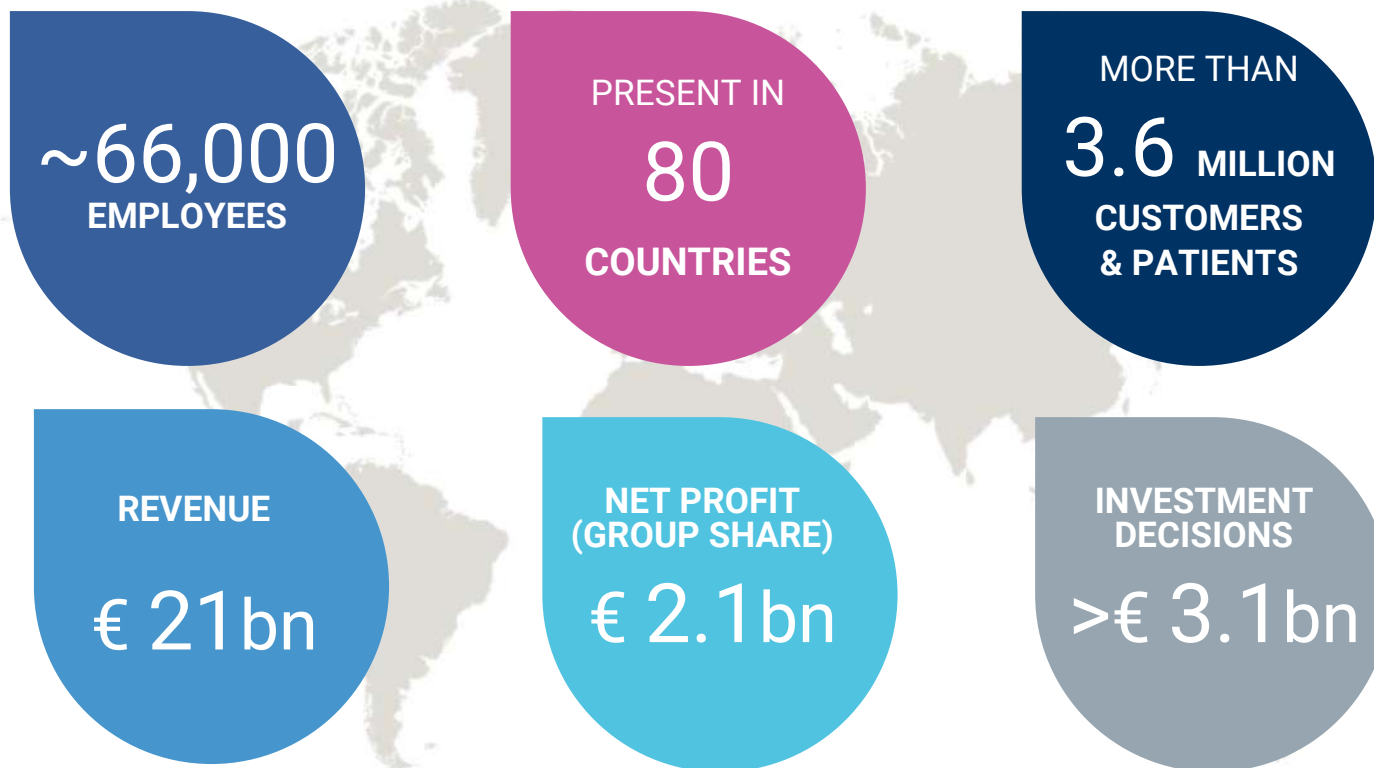 ~66,000
EMPLOYEES
PRESENT IN
80
COUNTRIES
MORE THAN
3.6 MILLION
CUSTOMERS
& PATIENTS
REVENUE
€ 21bn
NET PROFIT
(GROUP SHARE)
€ 2.1bn
INVESTMENT
DECISIONS
>€ 3.1bn